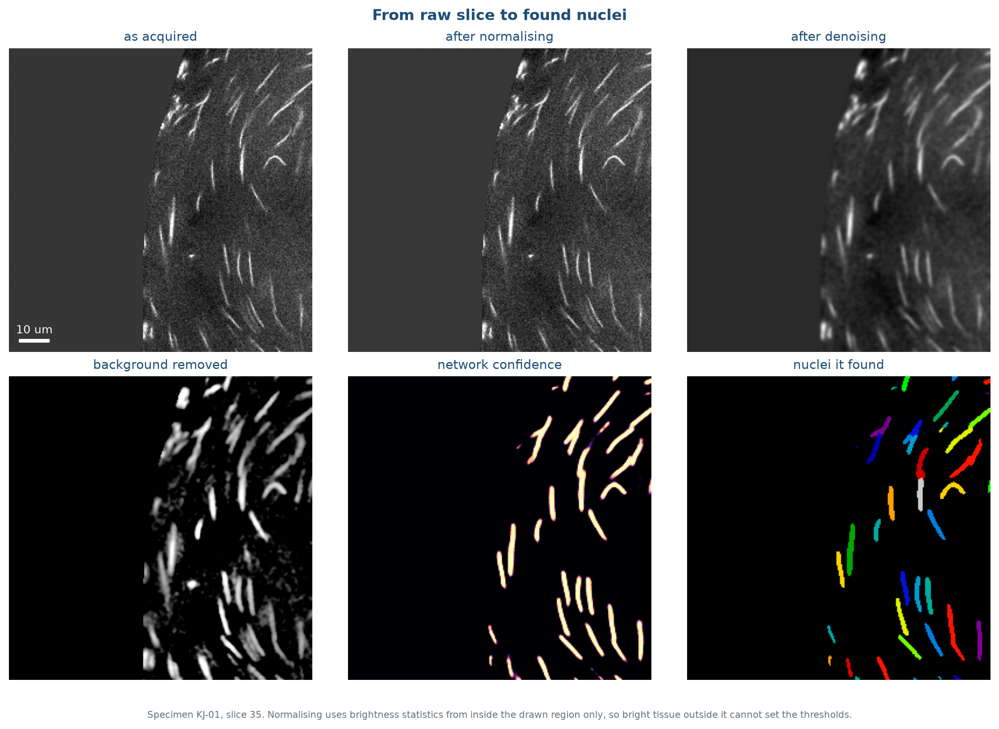 From raw slice to found nuclei
as acquired
after normalising
after denoising
10 um
background removed
network confidence
nuclei it found
Specimen KJ-01, slice 35. Normalising uses brightness statistics from inside the drawn region only, so bright tissue outside it cannot set the thresholds.